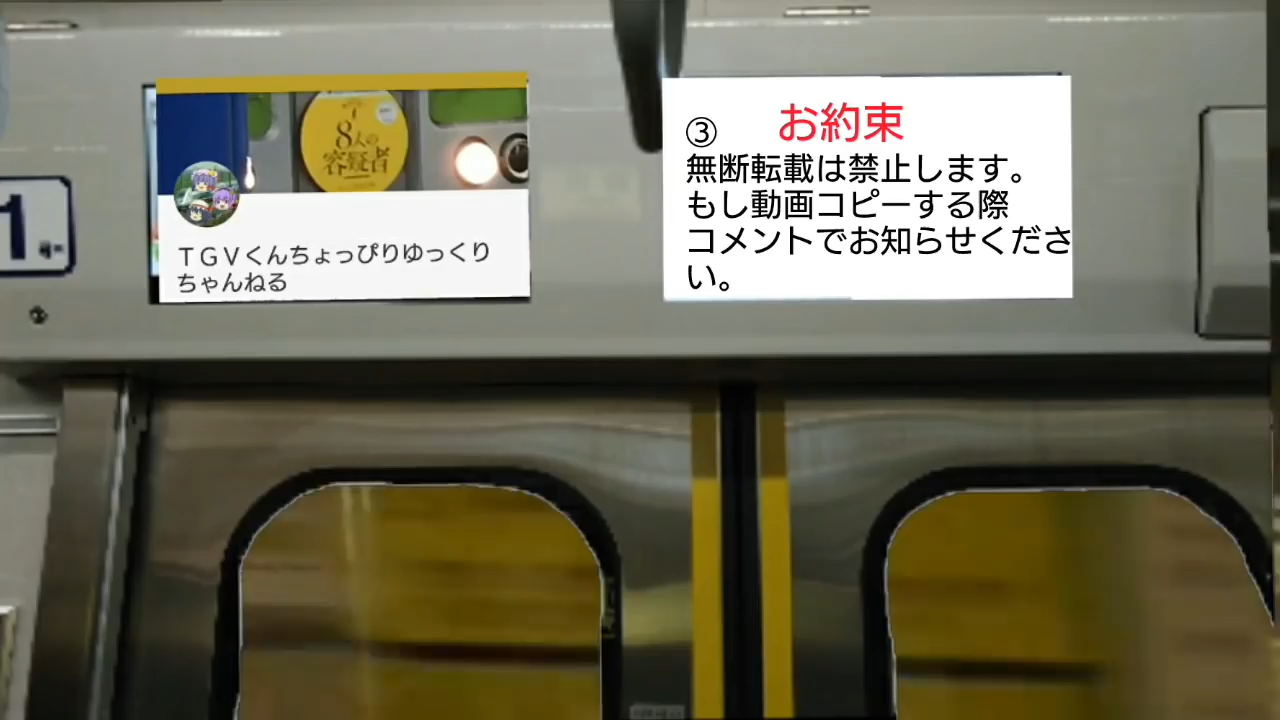 8人の
容疑者
TGVくんちょっぴりゆっくり
ちゃんねる
③ お約束
無断転載は禁止します。
もし動画コピーする際
コメントでお知らせくださ
い。
1